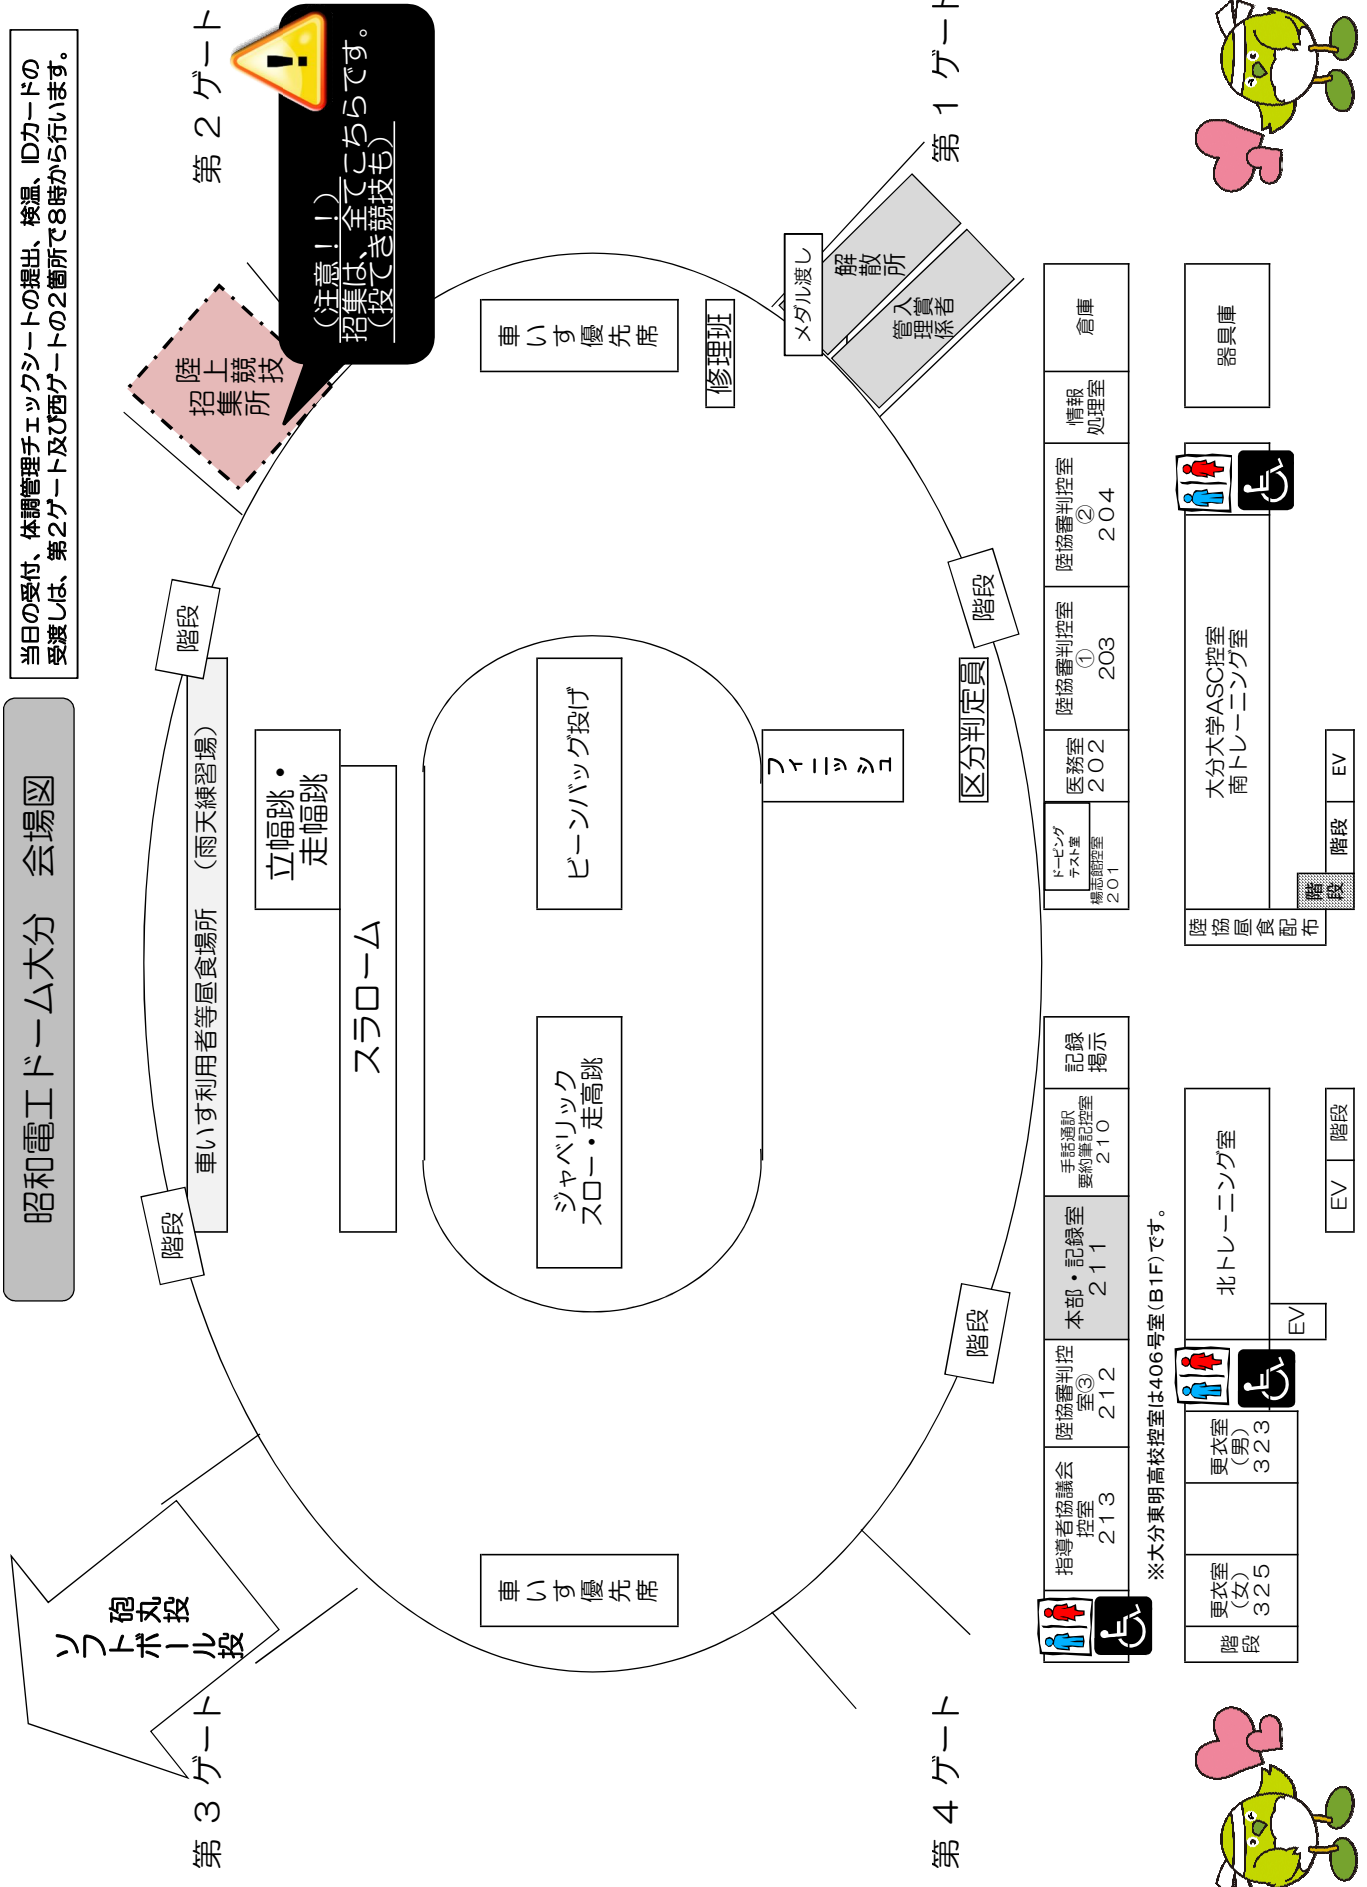 昭和電工ドーム大分　会場図
当日の受付、体調管理チェックシートの提出、検温、IDカードの
受渡しは、第2ゲート及び西ゲートの2箇所で8時から行います。
第３ゲート
第２ゲート
砲丸投
ソフトボール投
階段
車いす利用者等昼食場所　（雨天練習場）
階段
陸上競技
招集所
（注意！！）
招集は、全てこちらです。
（投てき競技も）
立幅跳・
走幅跳
スラローム
車いす優先席
ジャベリック
スロー・走高跳
ビーンバッグ投げ
車いす優先席
修理班
フィニッシュ
メダル渡し
解散所
入賞者
管理係
第４ゲート
第１ゲート
階段
区分判定員
階段
指導者協議会
控室
２１３
陸協審判控
室③
２１２
本部・記録室
２１１
手話通訳
要約筆記控室
２１０
記録
掲示
ドーピング
テスト室
楊志館控室
２０１
医務室
２０２
陸協審判控室
①
２０３
陸協審判控室
②
２０４
情報
処理室
倉庫
※大分東明高校控室は４０６号室（Ｂ１Ｆ）です。
階段
更衣室
（女）
３２５
更衣室
（男）
３２３
北トレーニング室
EV
EV
階段
陸協昼食配布
大分大学ASC控室
南トレーニング室
階段
階段
EV
器具庫